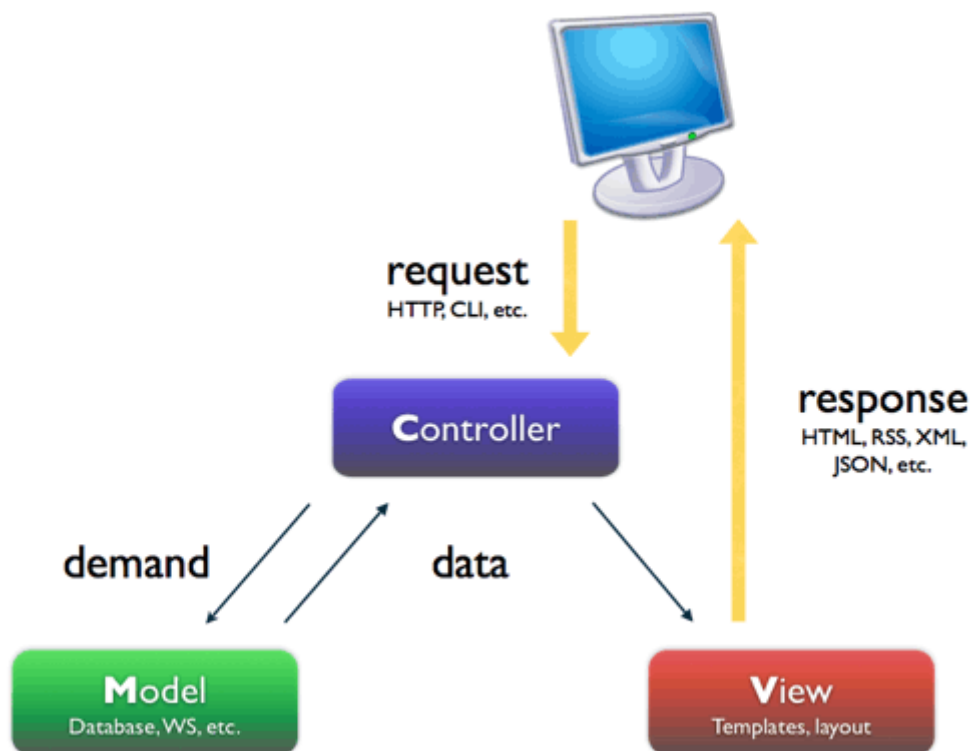 request
HTTP, CLI, etc.
Controller
response
HTML, RSS, XML,
JSON, etc.
demand
data
Model
Database, WS, etc.
View
Templates, layout